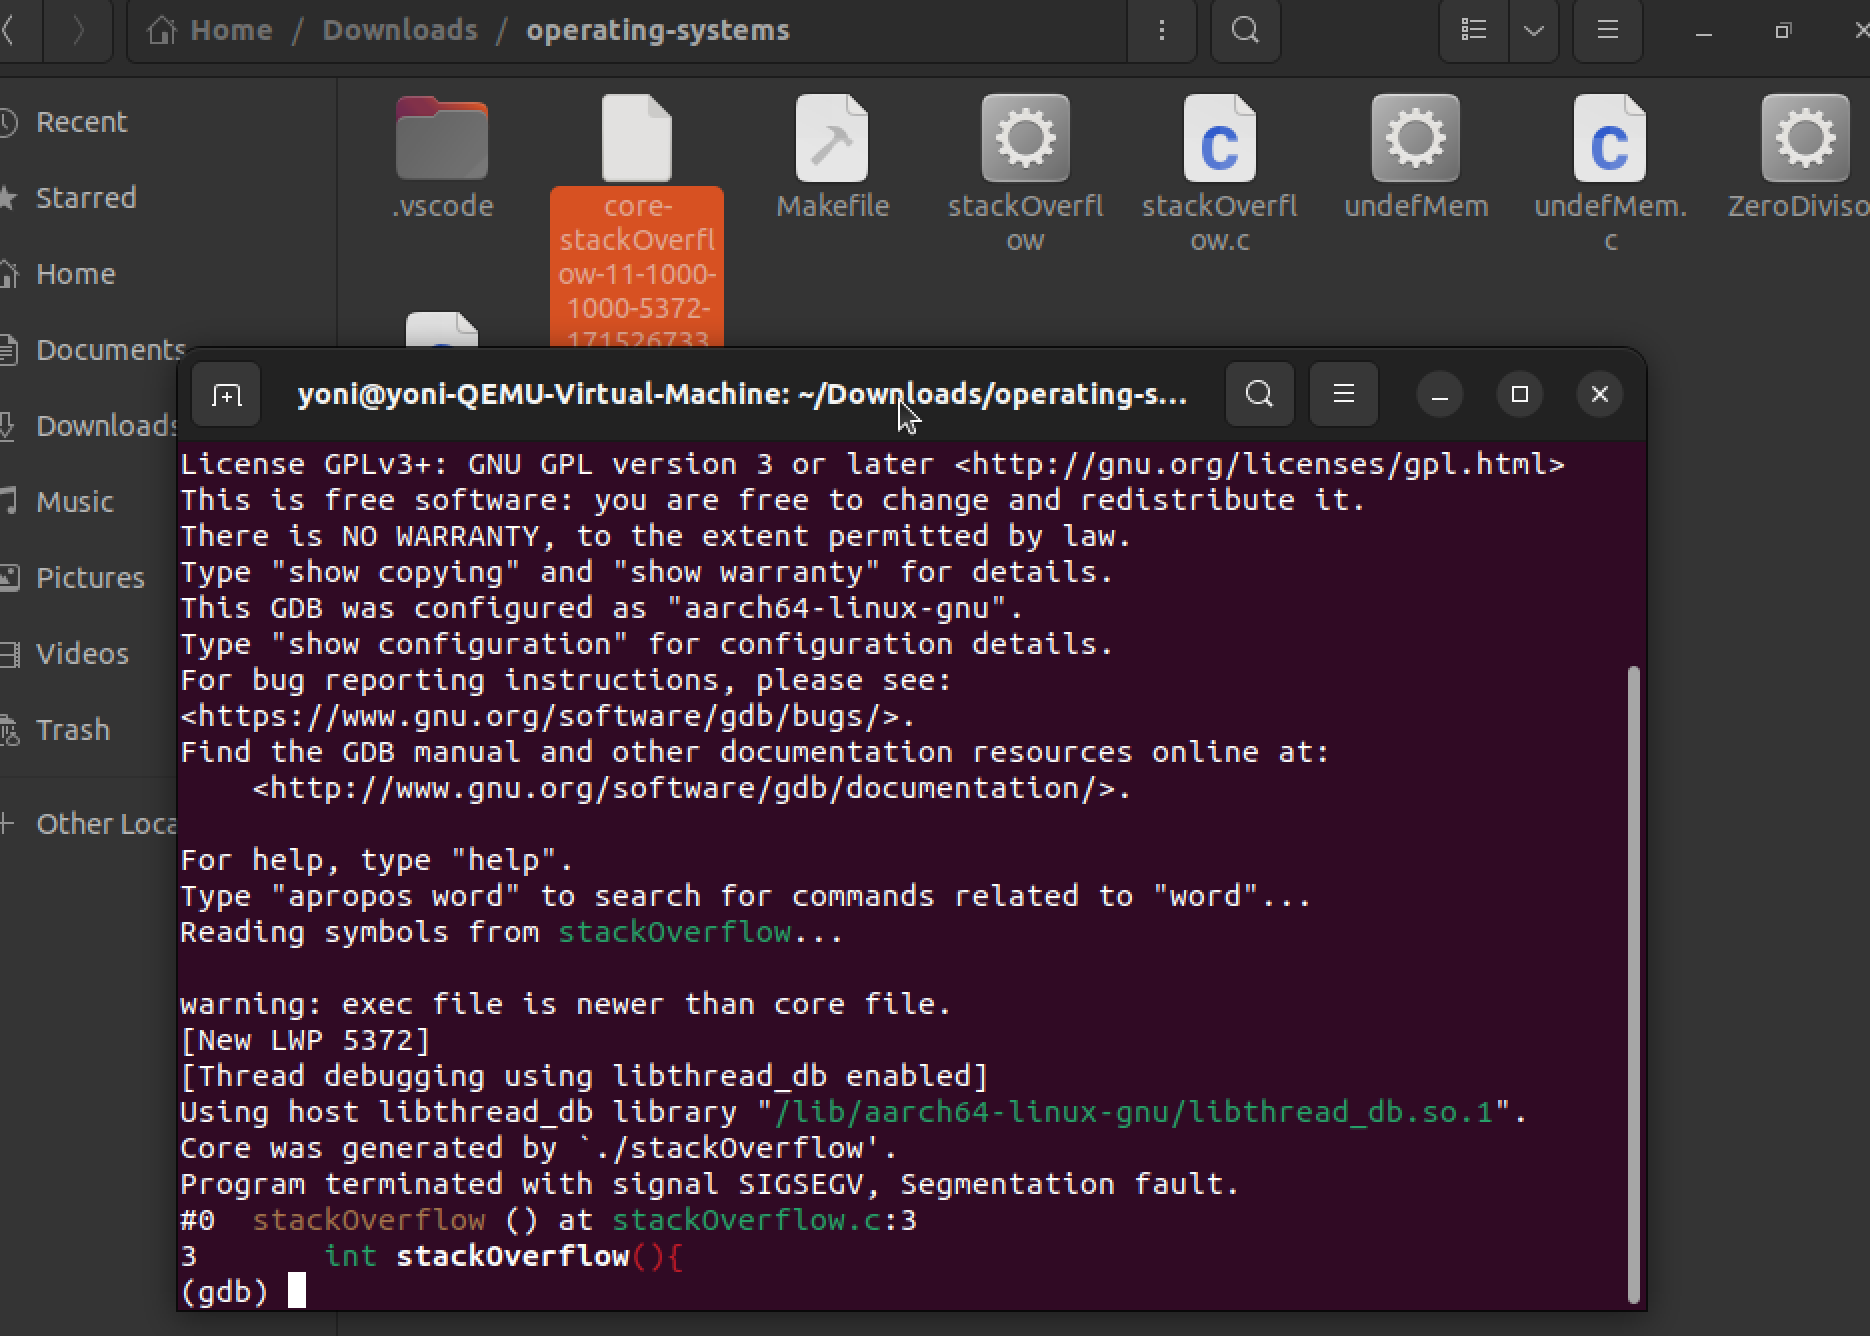 Home / Downloads / operating-systems
Recent
Starred
Home
Documents
Downloads
Music
Pictures
Videos
Trash
Other Loca
.vscode
core-
stackOverfl
ow-11-1000-
1000-5372-
171526733
Makefile
stackOverfl
ow
stackOverfl
ow.c
undefMem
undefMem.
c
ZeroDiviso
yoni@yoni-QEMU-Virtual-Machine: ~/Downloads/operating-s...
License GPLv3+: GNU GPL version 3 or later <http://gnu.org/licenses/gpl.html>
This is free software: you are free to change and redistribute it.
There is NO WARRANTY, to the extent permitted by law.
Type "show copying" and "show warranty" for details.
This GDB was configured as "aarch64-linux-gnu".
Type "show configuration" for configuration details.
For bug reporting instructions, please see:
<https://www.gnu.org/software/gdb/bugs/>.
Find the GDB manual and other documentation resources online at:
    <http://www.gnu.org/software/gdb/documentation/>.
For help, type "help".
Type "apropos word" to search for commands related to "word"...
Reading symbols from stackOverflow...
warning: exec file is newer than core file.
[New LWP 5372]
[Thread debugging using libthread_db enabled]
Using host libthread_db library "/lib/aarch64-linux-gnu/libthread_db.so.1".
Core was generated by `./stackOverflow'.
Program terminated with signal SIGSEGV, Segmentation fault.
#0  stackOverflow () at stackOverflow.c:3
3       int stackOverflow(){
(gdb)